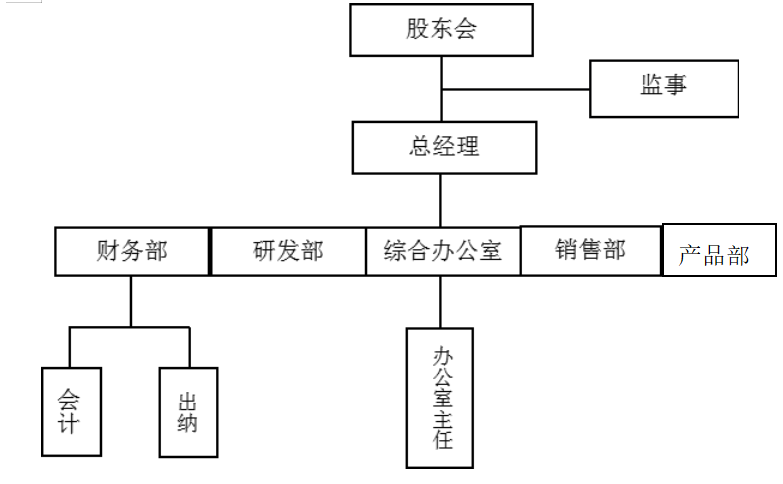 股东会
监事
总经理
财务部
研发部
综合办公室
销售部
产品部
会计
出纳
办公室主任